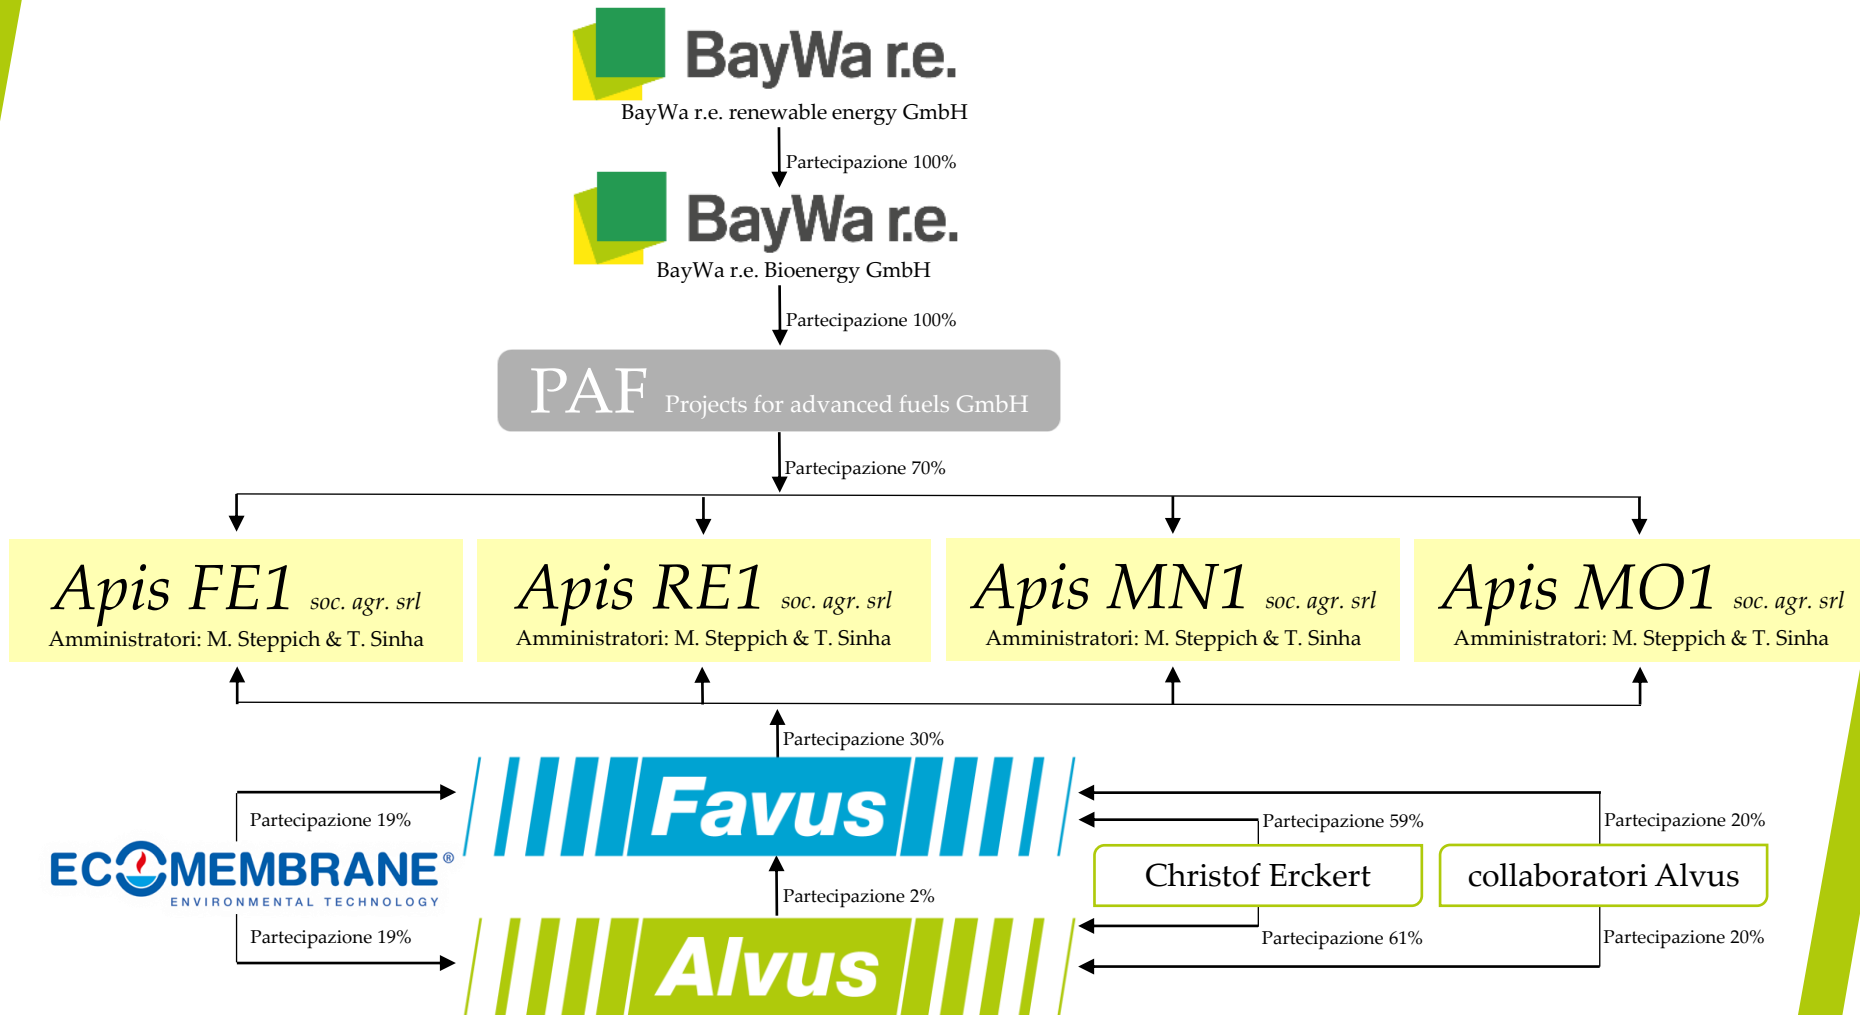 BayWa r.e.
BayWa r.e. renewable energy GmbH
Partecipazione 100%
BayWa r.e.
BayWa r.e. Bioenergy GmbH
Partecipazione 100%
PAF Projects for advanced fuels GmbH
Partecipazione 70%
Apis FE1 soc. agr. srl
Amministratori: M. Steppich & T. Sinha
Apis RE1 soc. agr. srl
Amministratori: M. Steppich & T. Sinha
Apis MN1 soc. agr. srl
Amministratori: M. Steppich & T. Sinha
Apis MO1 soc. agr. srl
Amministratori: M. Steppich & T. Sinha
Partecipazione 30%
Favus
Partecipazione 19%
Partecipazione 59%
Partecipazione 20%
ECOMEMBRANE®
ENVIRONMENTAL TECHNOLOGY
Christof Erckert
collaboratori Alvus
Partecipazione 2%
Partecipazione 19%
Partecipazione 61%
Partecipazione 20%
Alvus